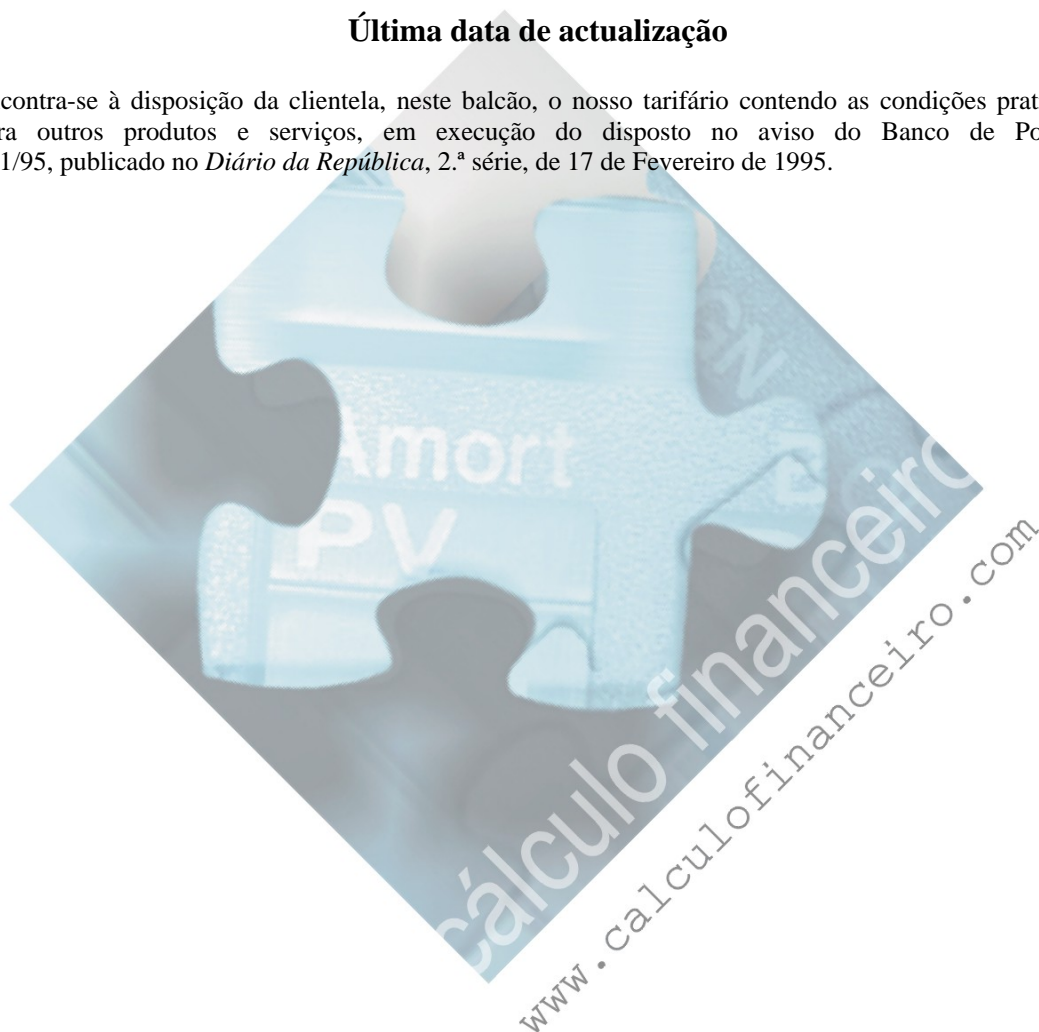 Última data de actualização
contra-se à disposição da clientela, neste balcão, o nosso tarifário contendo as condições prat
ra outros produtos e serviços, em execução do disposto no aviso do Banco de Po
1/95, publicado no Diário da República, 2.ª série, de 17 de Fevereiro de 1995.
CN
Amort
PV
cálculo financeiro
www.calculofinanceiro.com